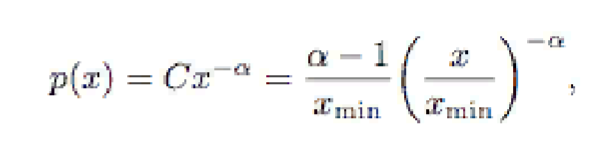 p(x) = Cx^{-α} = \frac{α - 1}{x_{min}} \left( \frac{x}{x_{min}} \right)^{-α},